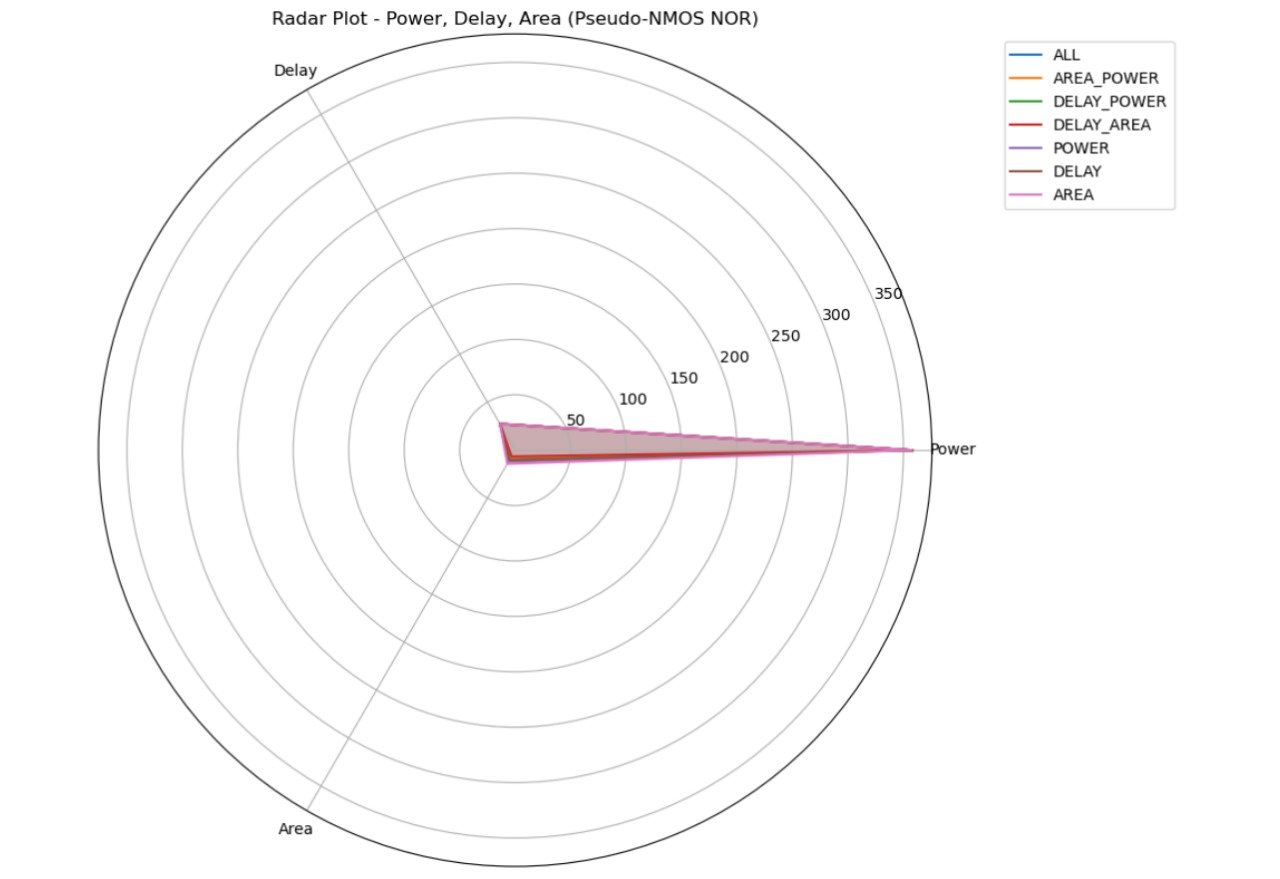 Radar Plot - Power, Delay, Area (Pseudo-NMOS NOR)
ALL
AREA_POWER
DELAY_POWER
DELAY_AREA
POWER
DELAY
AREA
Delay
350
300
250
200
150
100
50
Power
Area